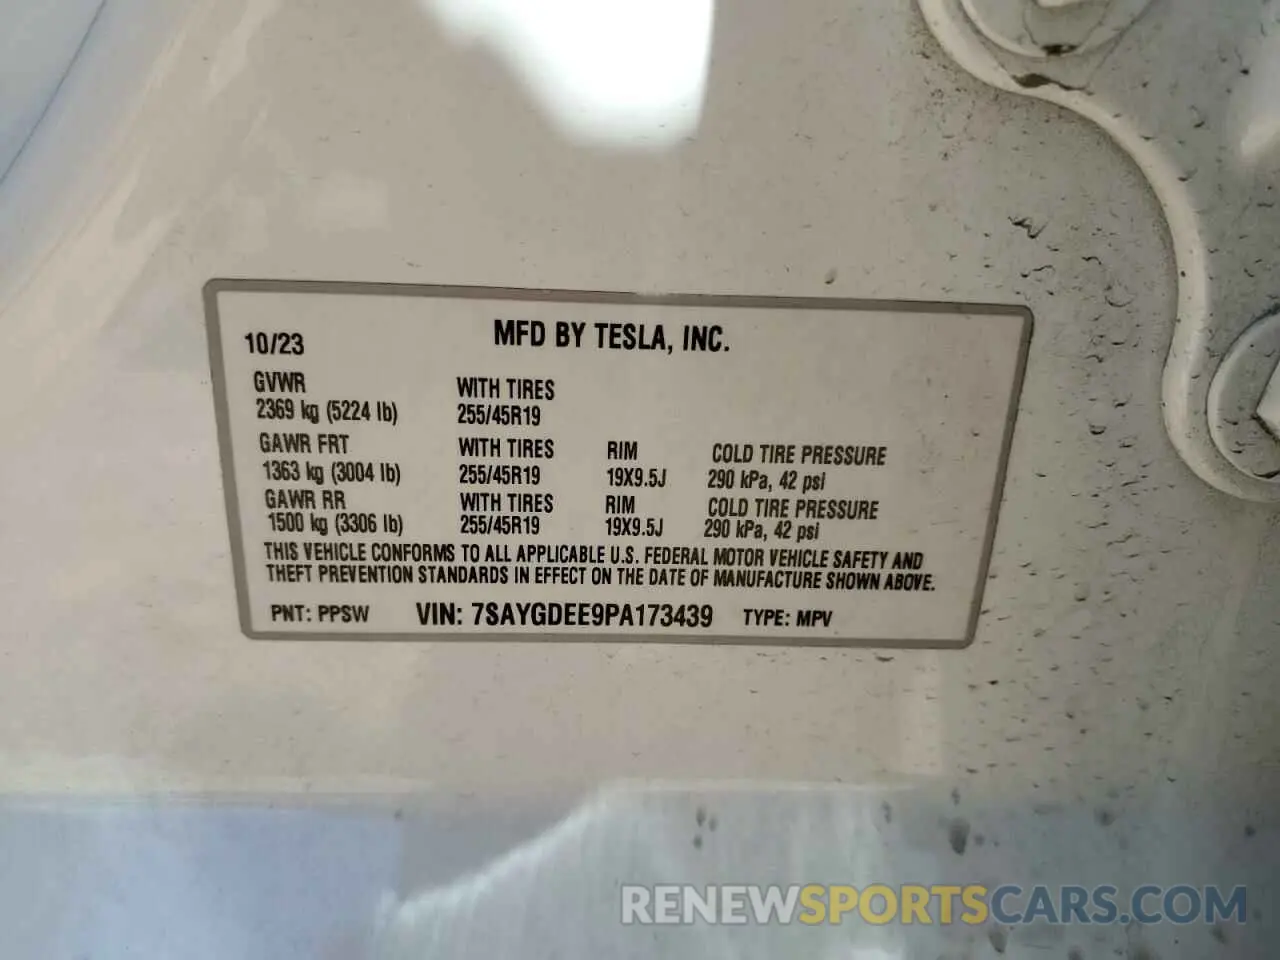 10/23 MFD BY TESLA, INC.
GVWR WITH TIRES
2369 kg (5224 lb) 255/45R19
GAWR FRT WITH TIRES RIM COLD TIRE PRESSURE
1363 kg (3004 lb) 255/45R19 19X9.5J 290 kPa, 42 psi
GAWR RR WITH TIRES RIM COLD TIRE PRESSURE
1500 kg (3306 lb) 255/45R19 19X9.5J 290 kPa, 42 psi
THIS VEHICLE CONFORMS TO ALL APPLICABLE U.S. FEDERAL MOTOR VEHICLE SAFETY AND
THEFT PREVENTION STANDARDS IN EFFECT ON THE DATE OF MANUFACTURE SHOWN ABOVE.
PNT: PPSW VIN: 7SAYGDEE9PA173439 TYPE: MPV
RENEWSPORTSCARS.COM